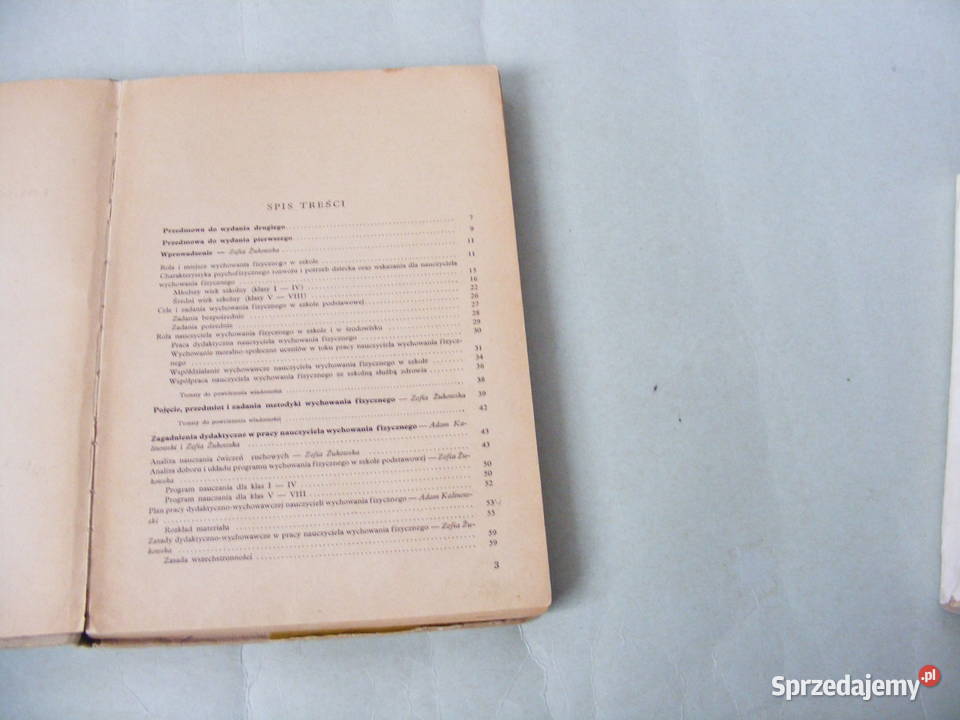 SPIS TREŚCI
Przedmowa do wydania drugiego 7
Przedmowa do wydania pierwszego 9
Wprowadzenie — Zofia Żukowska 11
Rola i miejsce wychowania fizycznego w szkole 11
Charakterystyka psychofizycznego rozwoju i potrzeb dziecka oraz wskazania dla nauczyciela
wychowania fizycznego 15
Młodszy wiek szkolny (klasy I — IV) 16
Średni wiek szkolny (klasy V — VIII) 22
Cele i zadania wychowania fizycznego w szkole podstawowej 26
Zadania bezpośrednie 27
Zadania pośrednie 28
Rola nauczyciela wychowania fizycznego w szkole i w środowisku 29
Praca dydaktyczna nauczyciela wychowania fizycznego 30
Wychowanie moralno-społeczne uczniów w toku pracy nauczyciela wychowania fizycz-
nego 31
Współdziałanie wychowawcze nauczyciela wychowania fizycznego w szkole 34
Współpraca nauczyciela wychowania fizycznego ze szkolną służbą zdrowia 36
Tematy do powtórzenia wiadomości 38
Pojęcie, przedmiot i zadania metodyki wychowania fizycznego — Zofia Żukowska 39
Tematy do powtórzenia wiadomości 42
Zagadnienia dydaktyczne w pracy nauczyciela wychowania fizycznego — Adam Ka-
linowski i Zofia Żukowska 43
Analiza nauczania ćwiczeń ruchowych — Zofia Żukowska 43
Analiza doboru i układu programu wychowania fizycznego w szkole podstawowej — Zofia Żu-
kowska 50
Program nauczania dla klas I — IV 50
Program nauczania dla klas V — VIII 52
Plan pracy dydaktyczno-wychowawczej nauczycieli wychowania fizycznego — Adam Kalinow-
ski 53
Rozkład materiału 55
Zasady dydaktyczno-wychowawcze w pracy nauczyciela wychowania fizycznego — Zofia Żu-
kowska 59
Zasada wszechstronności 59
3
Sprzedajemy.pl